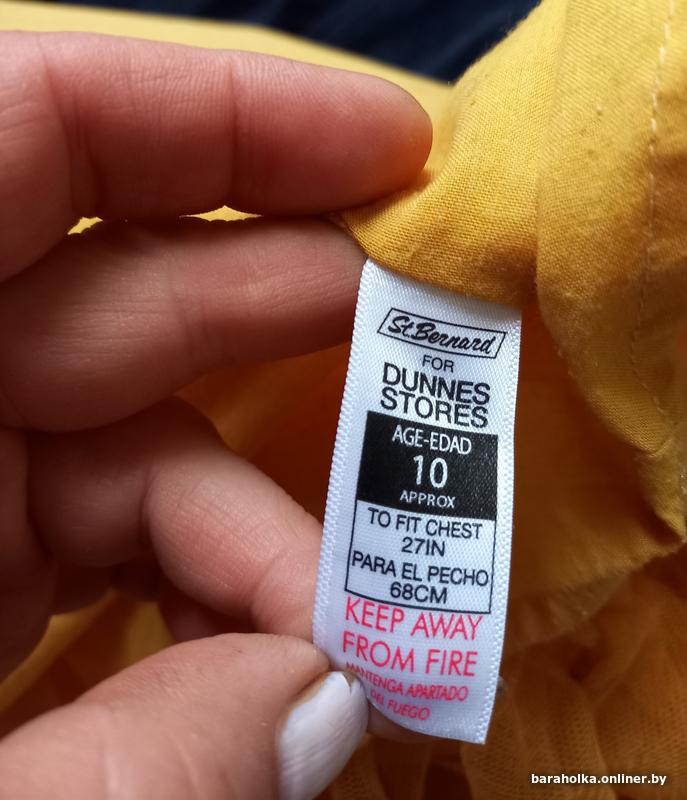 St.Bernard
FOR
DUNNES
STORES
AGE-EDAD
10
APPROX
TO FIT CHEST
27IN
PARA EL PECHO
68CM
KEEP AWAY
FROM FIRE
MANTENGA APARTADO
DEL FUEGO
baraholka.onliner.by